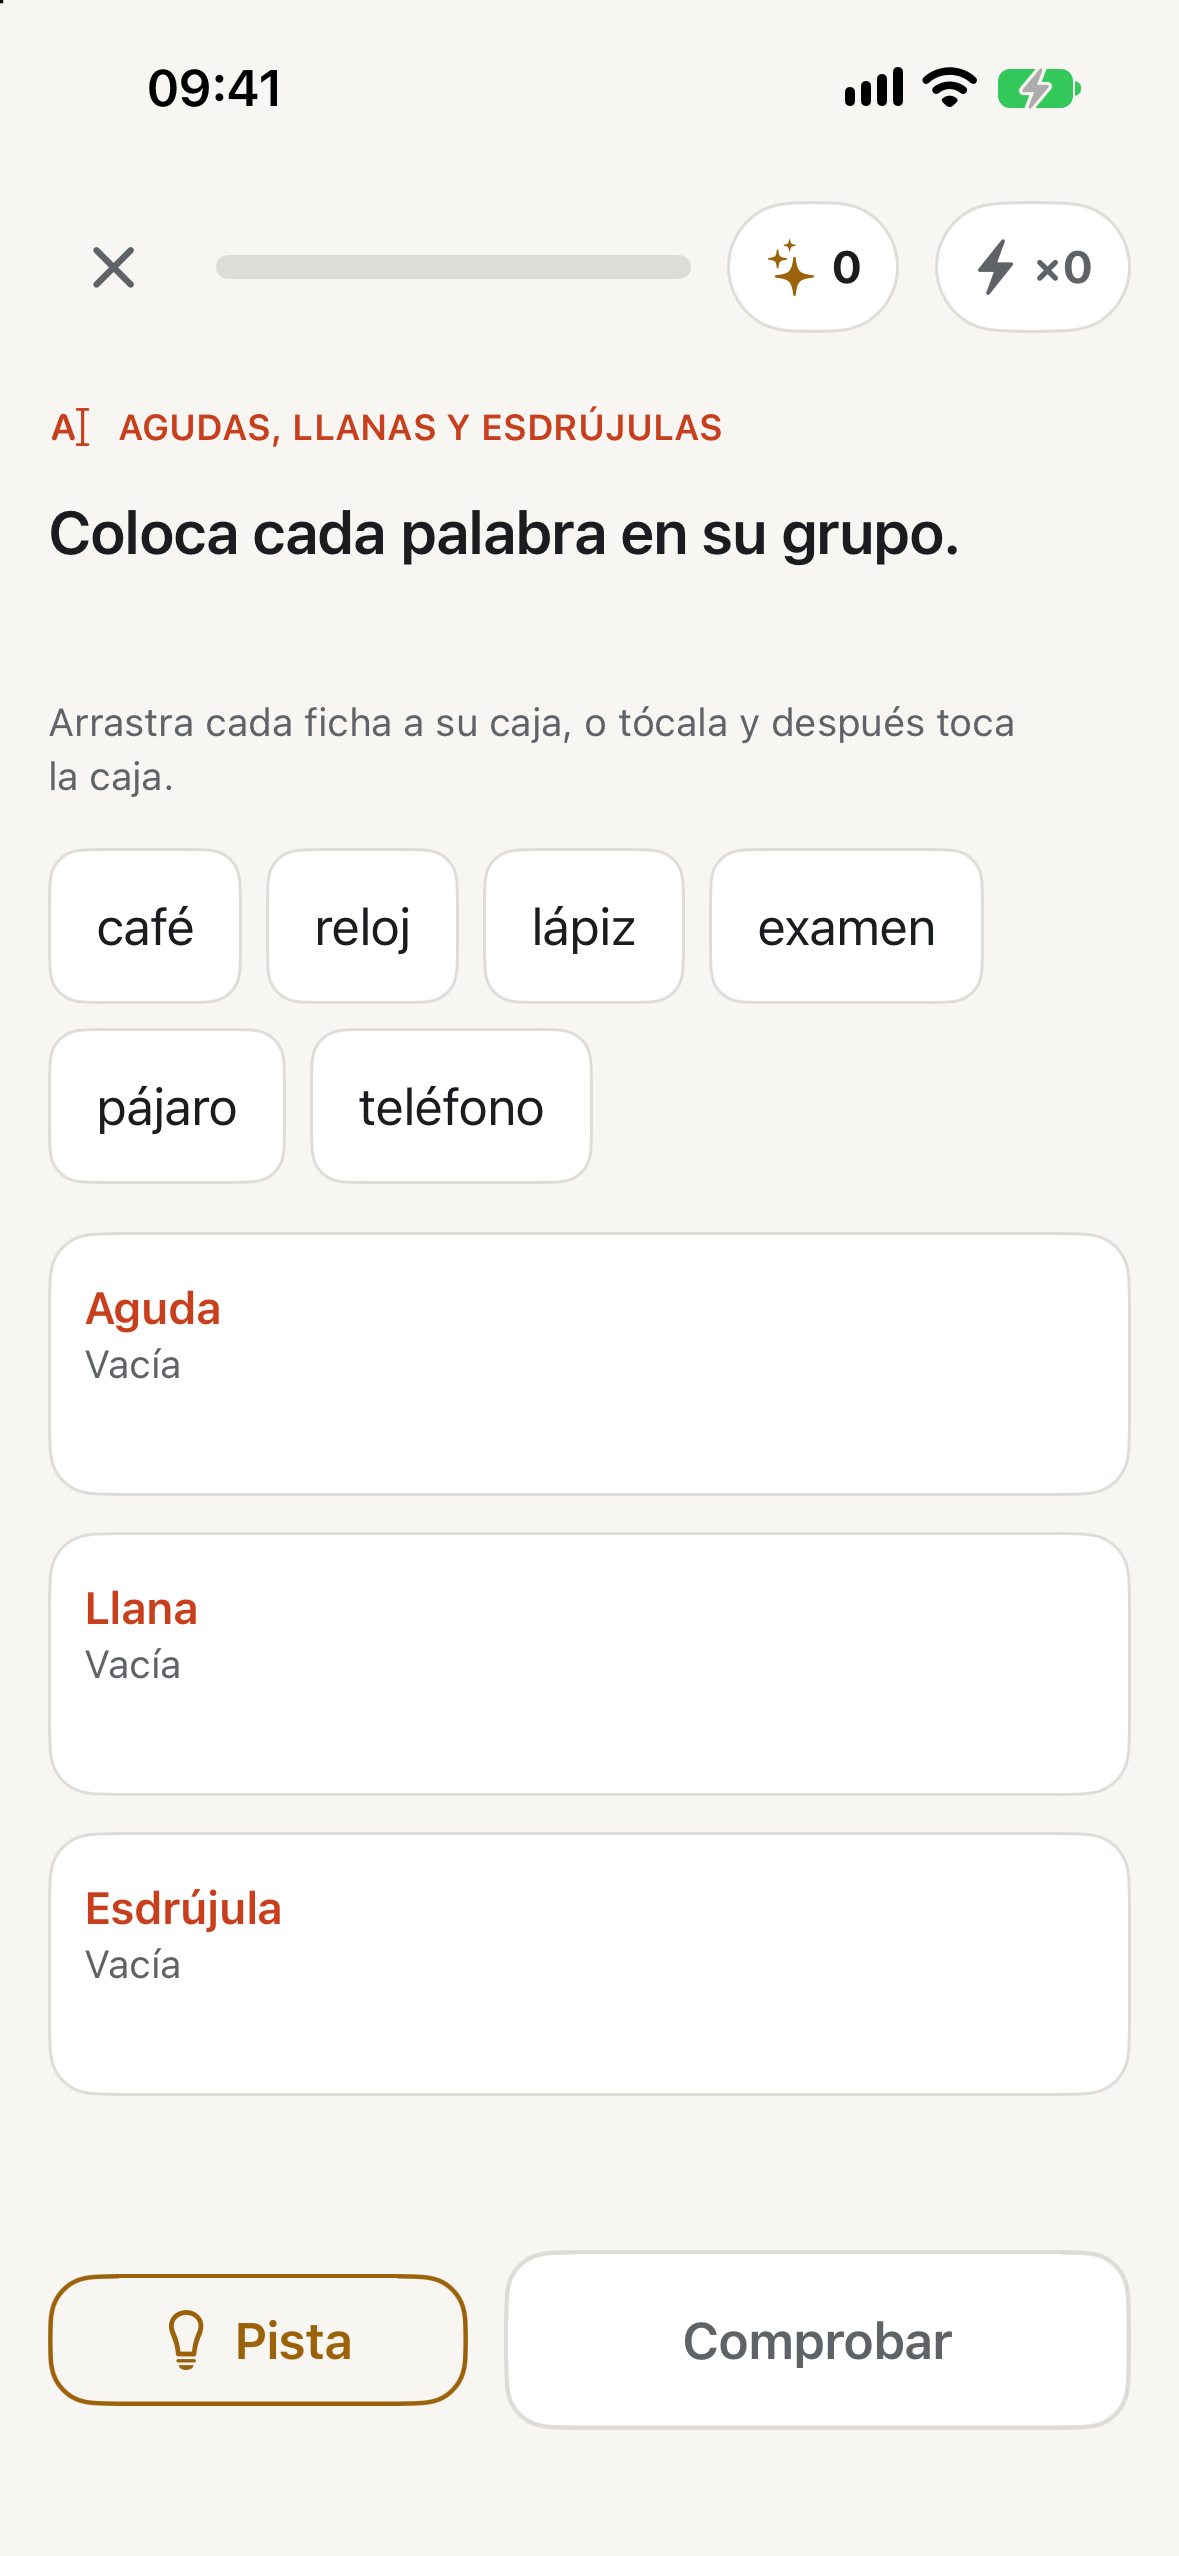 09:41
0
×0
AGUDAS, LLANAS Y ESDRÚJULAS
Coloca cada palabra en su grupo.
Arrastra cada ficha a su caja, o tócala y después toca
la caja.
café reloj lápiz examen
pájaro teléfono
Aguda
Vacía
Llana
Vacía
Esdrújula
Vacía
Pista Comprobar